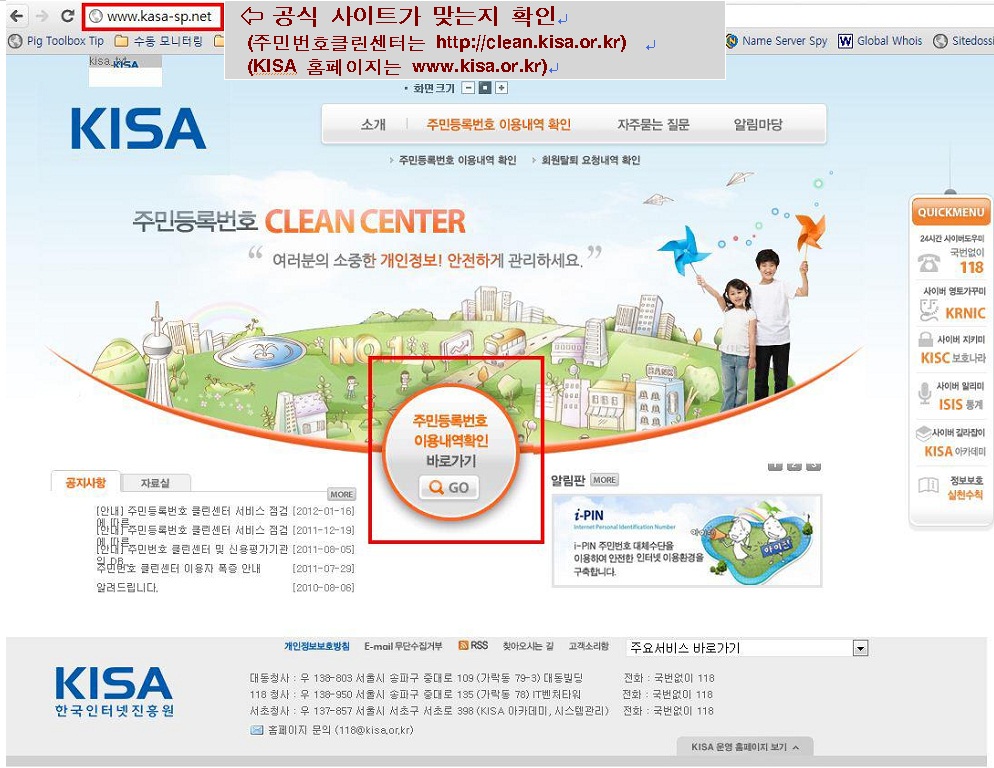 www.kasa-sp.net
⇦ 공식 사이트가 맞는지 확인
(주민번호클린센터는 http://clean.kisa.or.kr)
(KISA 홈페이지는 www.kisa.or.kr)
Pig Toolbox Tip
수동 모니터링
Name Server Spy
Global Whois
Sitedoss
KISA
• 화면크기
KISA
소개
주민등록번호 이용내역 확인
자주묻는 질문
알림마당
> 주민등록번호 이용내역 확인
> 회원탈퇴 요청내역 확인
주민등록번호 CLEAN CENTER
“ 여러분의 소중한 개인정보! 안전하게 관리하세요. ”
NO.1
QUICKMENU
24시간 사이버도우미
국번없이
118
사이버 영토가꾸미
KRNIC
사이버 지키미
KISC 보호나라
사이버 알리미
ISIS 통계
사이버 길라잡이
KISA 아카데미
정보보호
실천수칙
주민등록번호
이용내역확인
바로가기
GO
공지사항
자료실
MORE
[안내] 주민등록번호 클린센터 서비스 점검 [2012-01-16]
에 따른
[안내] 주민등록번호 클린센터 서비스 점검 [2011-12-19]
에 따른
[안내] 주민번호 클린센터 및 신용평가기관 [2011-08-05]
의 DB
주민번호 클린센터 이용자 폭증 안내 [2011-07-29]
알려드립니다. [2010-08-06]
알림판 MORE
1 2 3
i-PIN
Internet Personal Identification Number
i-PIN 주민번호 대체수단을
이용하여 안전한 인터넷 이용환경을
구축합니다.
아이핀
개인정보보호방침
E-mail 무단수집거부
RSS
찾아오시는 길
고객소리함
주요서비스 바로가기
KISA
한국인터넷진흥원
대동청사 : 우 138-803 서울시 송파구 중대로 109 (가락동 79-3) 대동빌딩 전화 : 국번없이 118
118 청사 : 우 138-950 서울시 송파구 중대로 135 (가락동 78) IT벤처타워 전화 : 국번없이 118
서초청사 : 우 137-857 서울시 서초구 서초로 398 (KISA 아카데미, 시스템관리) 전화 : 국번없이 118
홈페이지 문의 (118@kisa.or.kr)
KISA 운영 홈페이지 보기